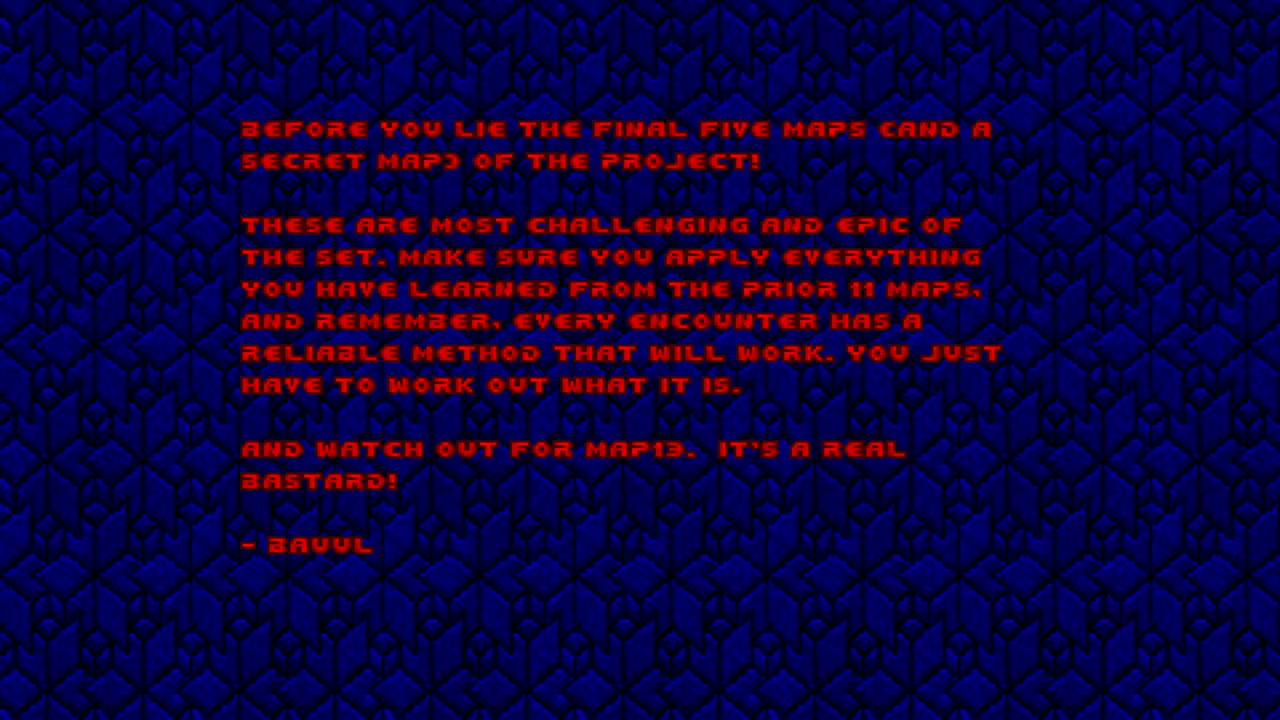 BEFORE YOU LIE THE FINAL FIVE MAPS (AND A
SECRET MAP) OF THE PROJECT!
THESE ARE MOST CHALLENGING AND EPIC OF
THE SET. MAKE SURE YOU APPLY EVERYTHING
YOU HAVE LEARNED FROM THE PRIOR 11 MAPS,
AND REMEMBER, EVERY ENCOUNTER HAS A
RELIABLE METHOD THAT WILL WORK. YOU JUST
HAVE TO WORK OUT WHAT IT IS.
AND WATCH OUT FOR MAP13.  IT'S A REAL
BASTARD!
- BAUUL